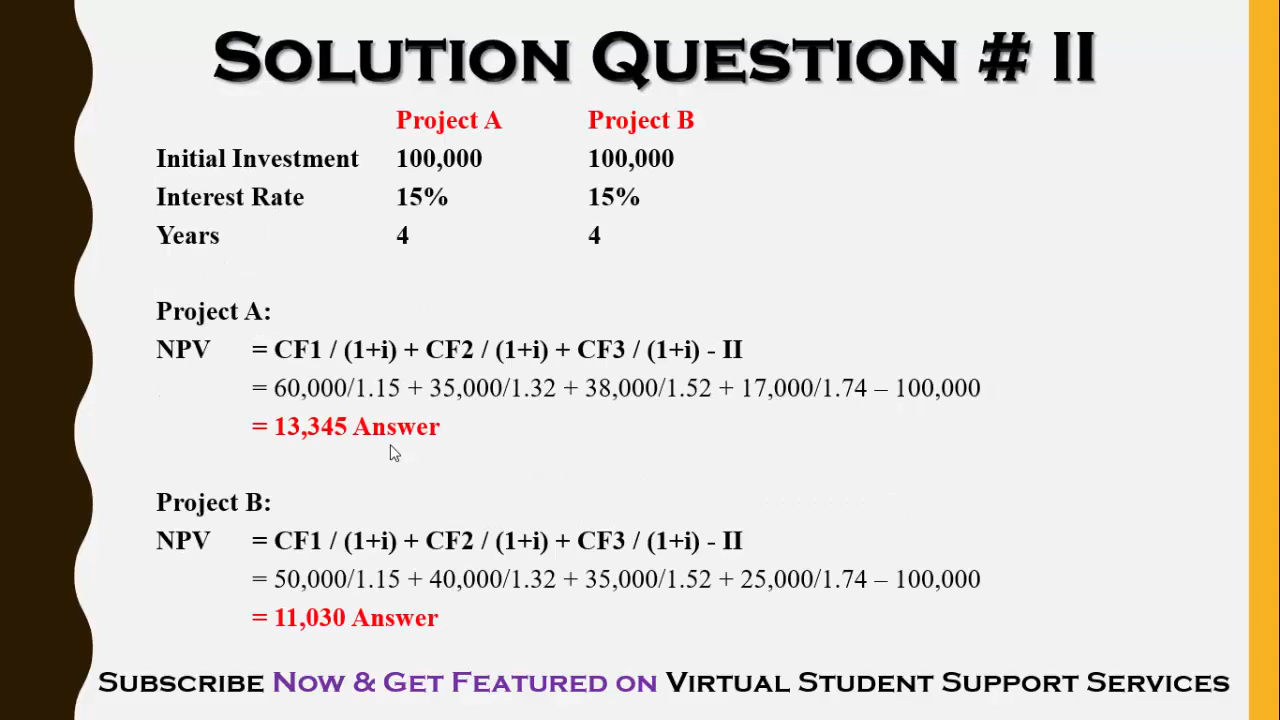 SOLUTION QUESTION # II
Project A Project B
Initial Investment 100,000 100,000
Interest Rate 15% 15%
Years 4 4
Project A:
NPV = CF1 / (1+i) + CF2 / (1+i) + CF3 / (1+i) - II
= 60,000/1.15 + 35,000/1.32 + 38,000/1.52 + 17,000/1.74 – 100,000
= 13,345 Answer
Project B:
NPV = CF1 / (1+i) + CF2 / (1+i) + CF3 / (1+i) - II
= 50,000/1.15 + 40,000/1.32 + 35,000/1.52 + 25,000/1.74 – 100,000
= 11,030 Answer
SUBSCRIBE NOW & GET FEATURED ON VIRTUAL STUDENT SUPPORT SERVICES